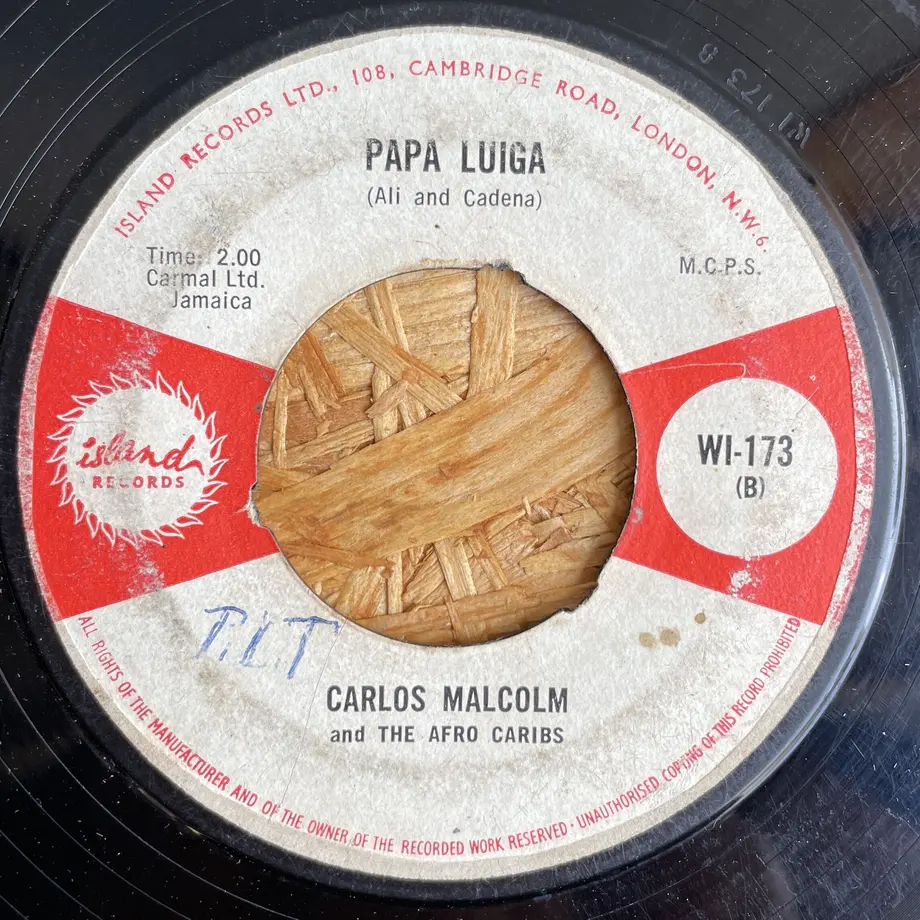 ISLAND RECORDS LTD., 108, CAMBRIDGE ROAD, LONDON, N.W.6.
WI 173 B
PAPA LUIGA
(Ali and Cadena)
Time: 2.00
Carmal Ltd.
Jamaica
M.C.P.S.
island
RECORDS
WI-173
(B)
T.L.T
CARLOS MALCOLM
and THE AFRO CARIBS
ALL RIGHTS OF THE MANUFACTURER AND OF THE OWNER OF THE RECORDED WORK RESERVED · UNAUTHORISED COPYING OF THIS RECORD PROHIBITED